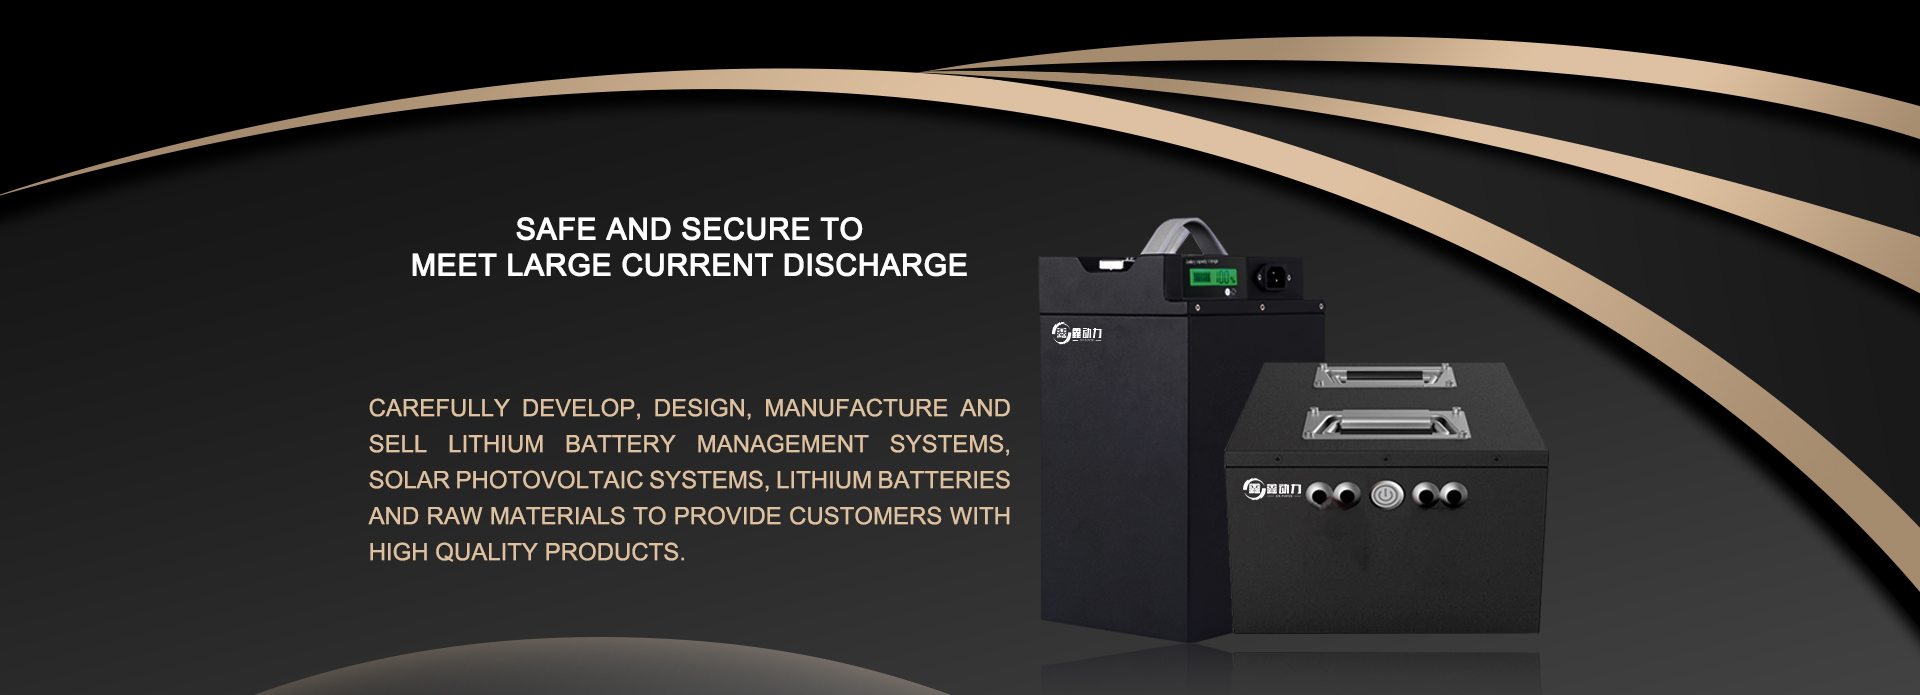 SAFE AND SECURE TO
MEET LARGE CURRENT DISCHARGE
CAREFULLY DEVELOP, DESIGN, MANUFACTURE AND
SELL LITHIUM BATTERY MANAGEMENT SYSTEMS,
SOLAR PHOTOVOLTAIC SYSTEMS, LITHIUM BATTERIES
AND RAW MATERIALS TO PROVIDE CUSTOMERS WITH
HIGH QUALITY PRODUCTS.
100%
鑫动力
鑫动力